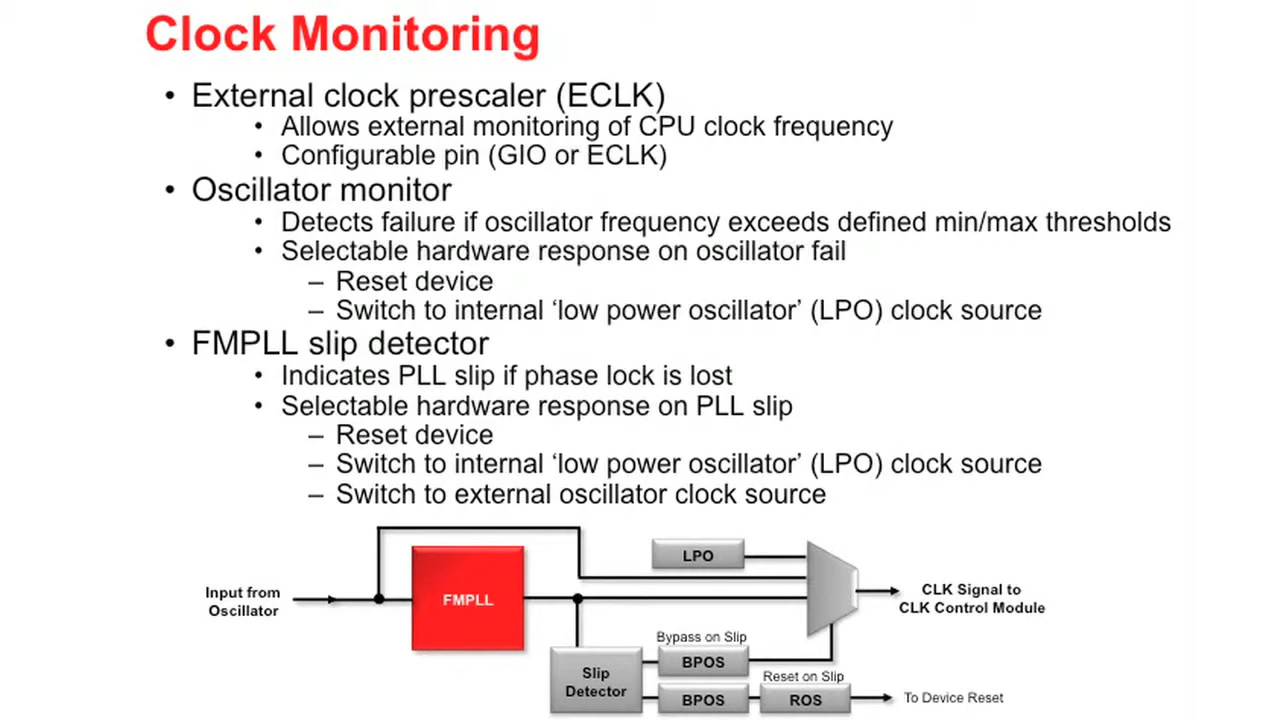 Clock Monitoring
• External clock prescaler (ECLK)
• Allows external monitoring of CPU clock frequency
• Configurable pin (GIO or ECLK)
• Oscillator monitor
• Detects failure if oscillator frequency exceeds defined min/max thresholds
• Selectable hardware response on oscillator fail
– Reset device
– Switch to internal ‘low power oscillator’ (LPO) clock source
• FMPLL slip detector
• Indicates PLL slip if phase lock is lost
• Selectable hardware response on PLL slip
– Reset device
– Switch to internal ‘low power oscillator’ (LPO) clock source
– Switch to external oscillator clock source
Input from
Oscillator
FMPLL
LPO
CLK Signal to
CLK Control Module
Slip
Detector
Bypass on Slip
BPOS
BPOS
Reset on Slip
ROS
To Device Reset